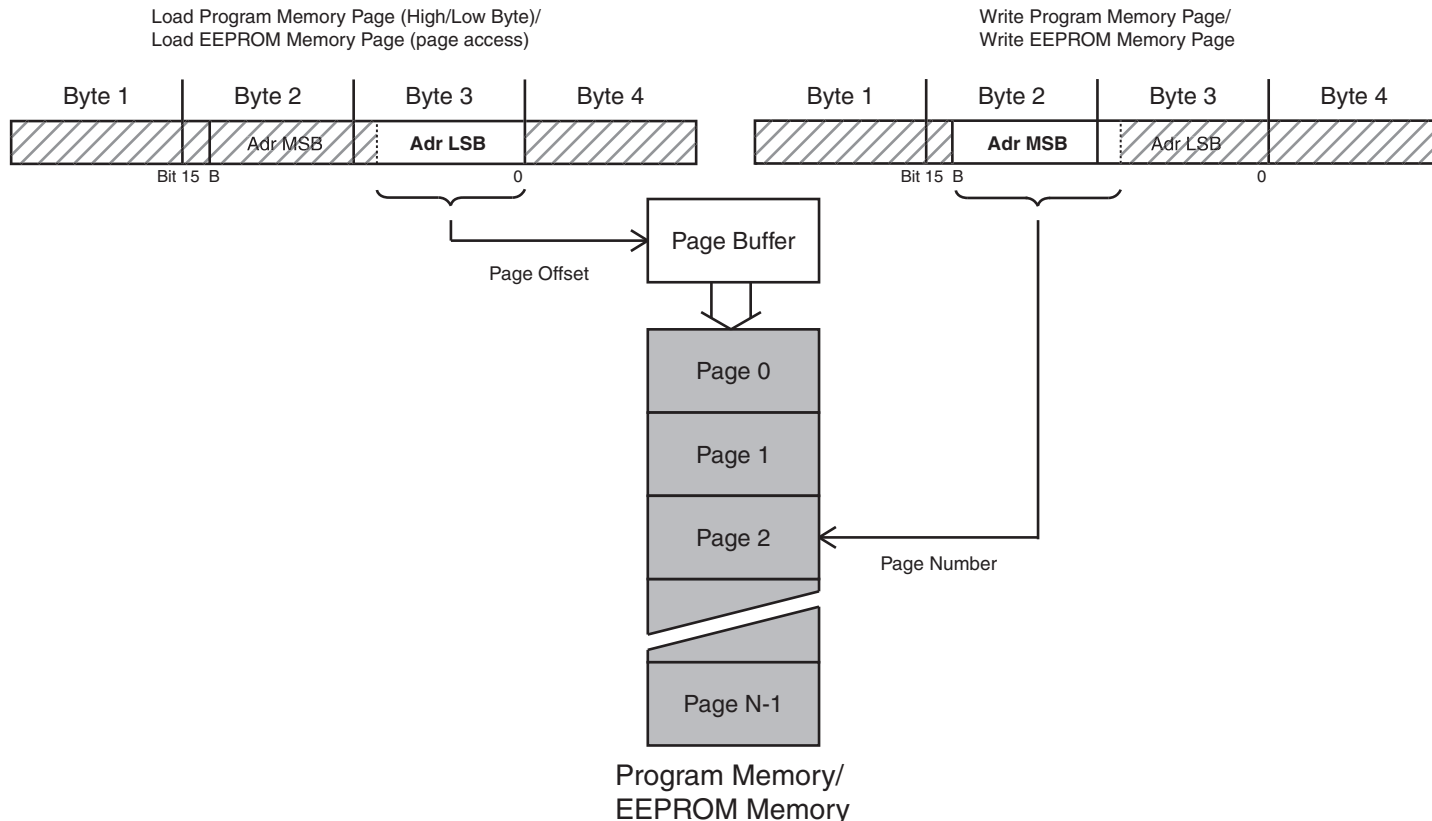 Load Program Memory Page (High/Low Byte)/
Load EEPROM Memory Page (page access)
Write Program Memory Page/
Write EEPROM Memory Page
Byte 1 Byte 2 Byte 3 Byte 4
Byte 1 Byte 2 Byte 3 Byte 4
Adr MSB Adr LSB
Adr MSB Adr LSB
Bit 15 B 0
Bit 15 B 0
Page Buffer
Page Offset
Page 0
Page 1
Page 2
Page Number
Page N-1
Program Memory/
EEPROM Memory